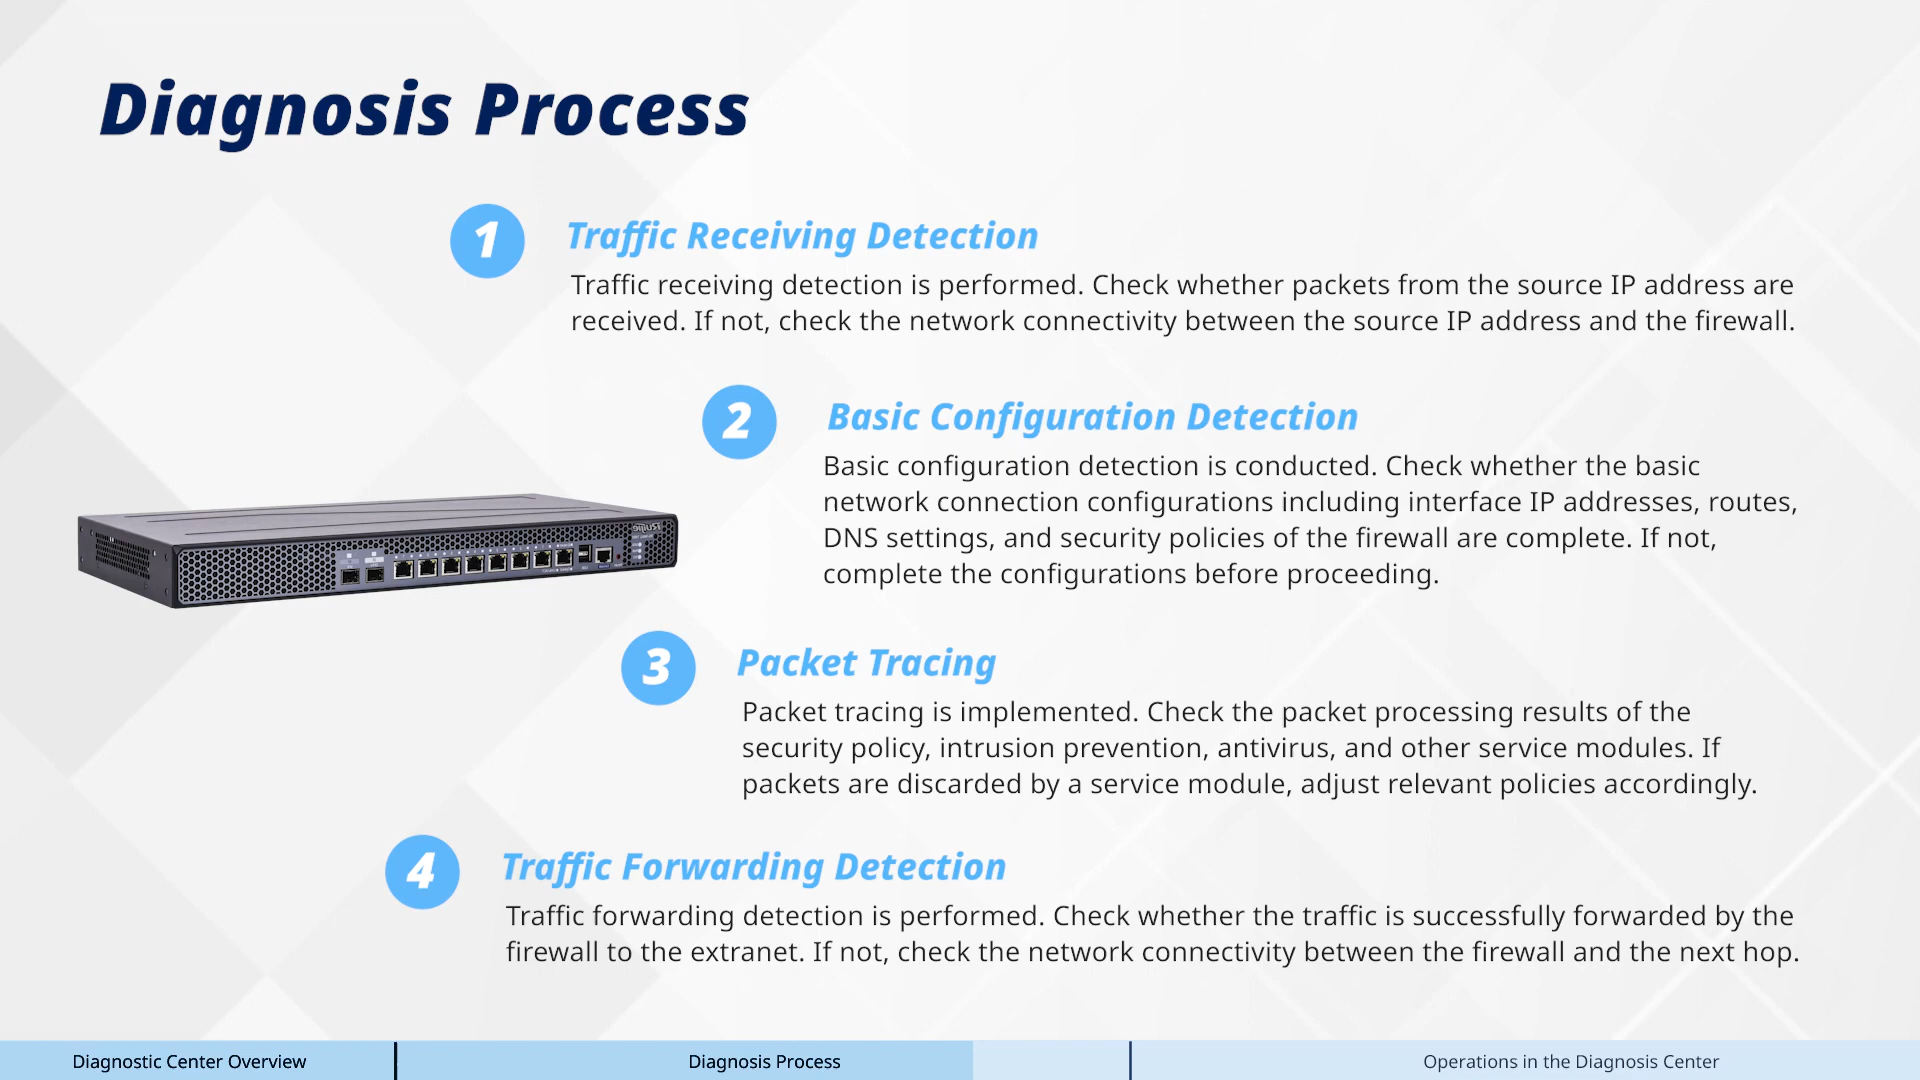 Diagnosis Process
1
Traffic Receiving Detection
Traffic receiving detection is performed. Check whether packets from the source IP address are
received. If not, check the network connectivity between the source IP address and the firewall.
2
Basic Configuration Detection
Basic configuration detection is conducted. Check whether the basic
network connection configurations including interface IP addresses, routes,
DNS settings, and security policies of the firewall are complete. If not,
complete the configurations before proceeding.
3
Packet Tracing
Packet tracing is implemented. Check the packet processing results of the
security policy, intrusion prevention, antivirus, and other service modules. If
packets are discarded by a service module, adjust relevant policies accordingly.
4
Traffic Forwarding Detection
Traffic forwarding detection is performed. Check whether the traffic is successfully forwarded by the
firewall to the extranet. If not, check the network connectivity between the firewall and the next hop.
Diagnostic Center Overview
Diagnosis Process
Operations in the Diagnosis Center